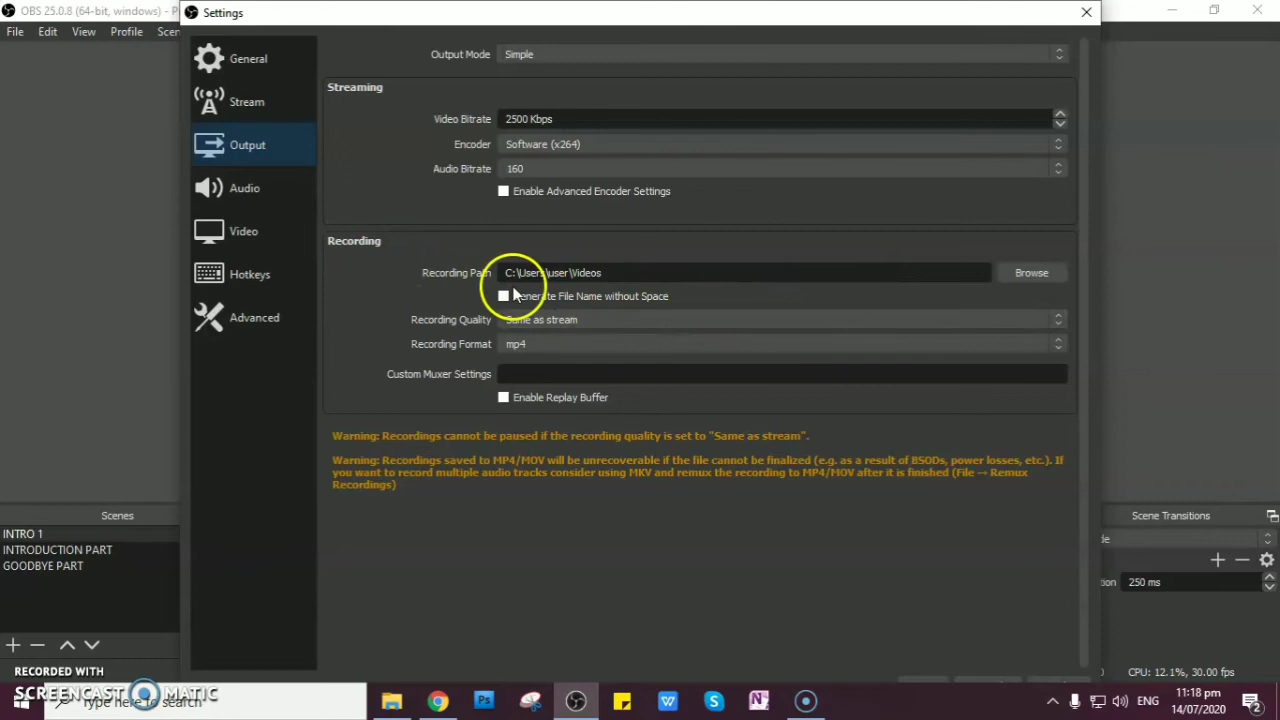 OBS 25.0.8 (64-bit, windows) - P
Settings
File Edit View Profile Scen
General
Stream
Output
Audio
Video
Hotkeys
Advanced
Output Mode Simple
Streaming
Video Bitrate 2500 Kbps
Encoder Software (x264)
Audio Bitrate 160
Enable Advanced Encoder Settings
Recording
Recording Path C:\Users\user\Videos Browse
Generate File Name without Space
Recording Quality Same as stream
Recording Format mp4
Custom Muxer Settings
Enable Replay Buffer
Warning: Recordings cannot be paused if the recording quality is set to "Same as stream".
Warning: Recordings saved to MP4/MOV will be unrecoverable if the file cannot be finalized (e.g. as a result of BSODs, power losses, etc.). If
you want to record multiple audio tracks consider using MKV and remux the recording to MP4/MOV after it is finished (File → Remux
Recordings)
Scenes
INTRO 1
INTRODUCTION PART
GOODBYE PART
Scene Transitions
de
ion 250 ms
0 CPU: 12.1%, 30.00 fps
RECORDED WITH
SCREENCAST MATIC
Type here to search
ENG
11:18 pm
14/07/2020
2